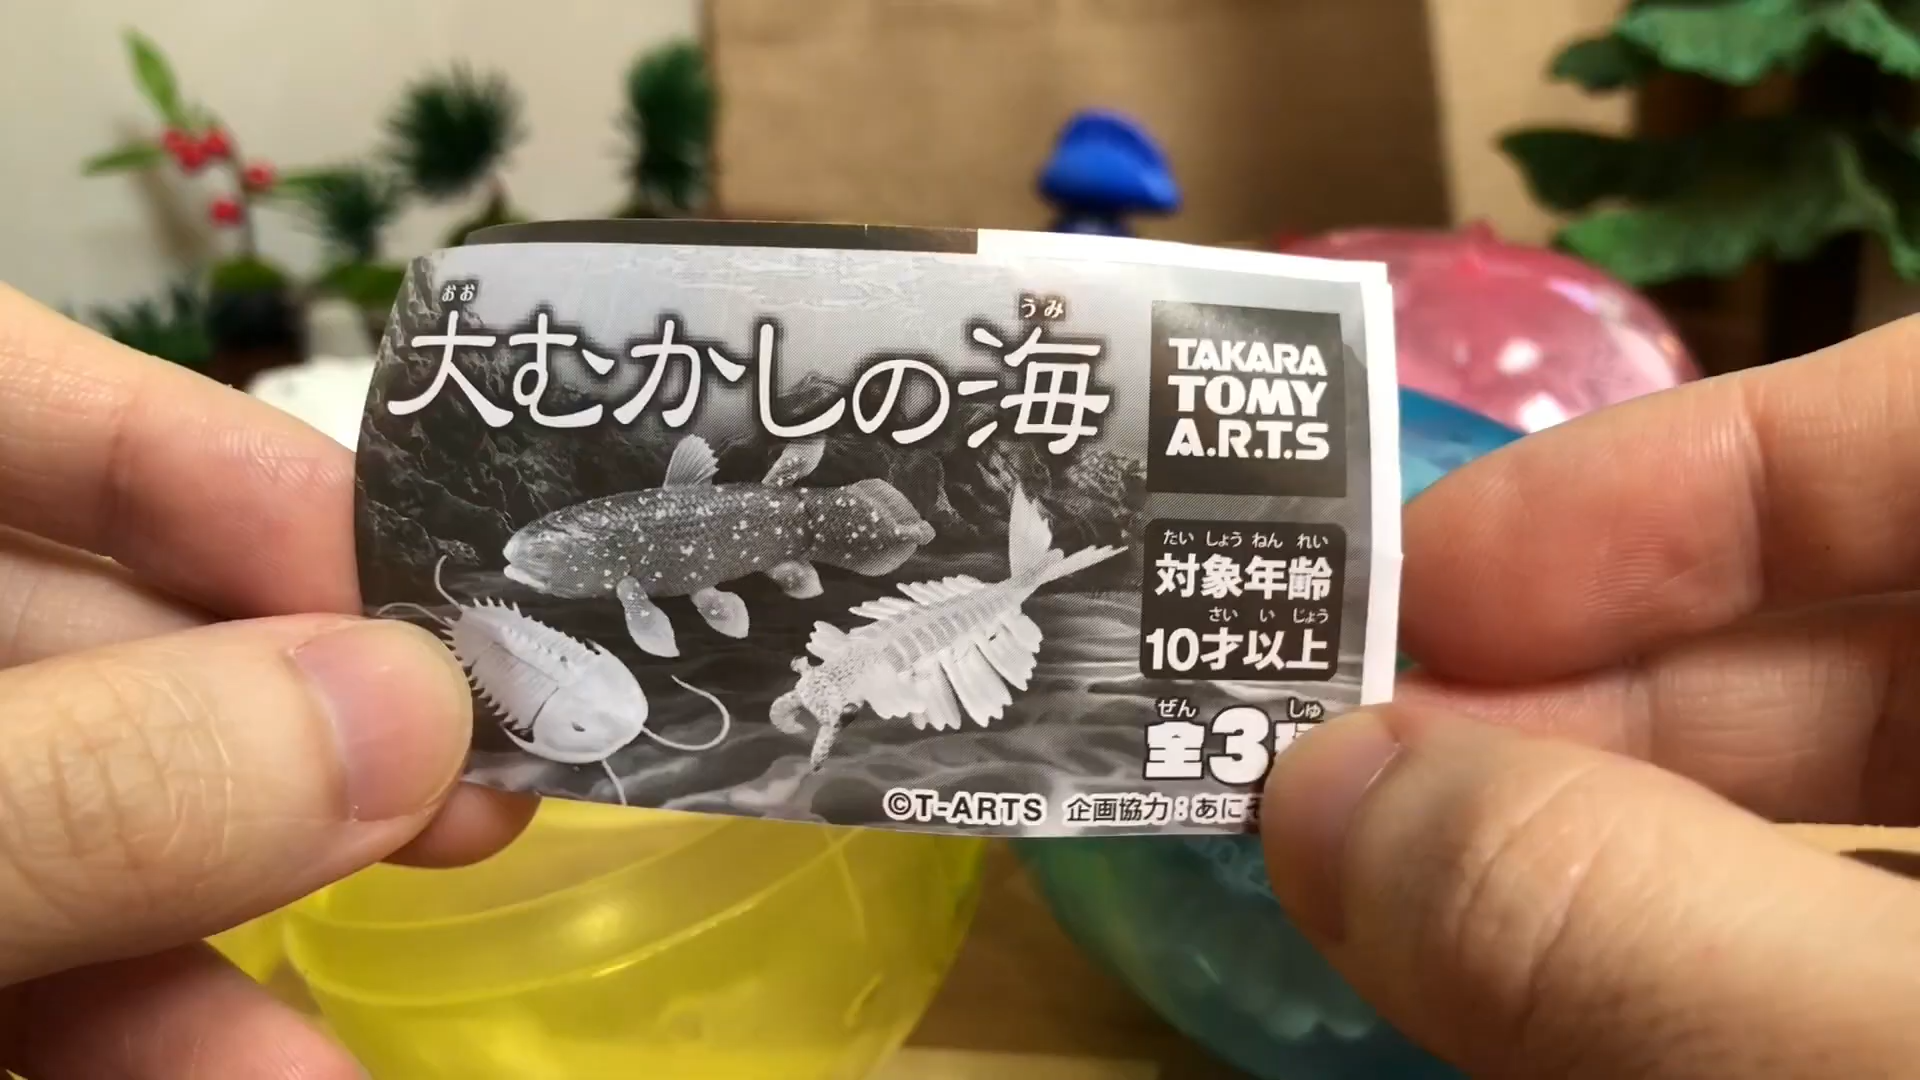 おお うみ
大むかしの海
TAKARA
TOMY
A.R.T.S
たい しょう ねん れい
対象年齢
さい い じょう
10才以上
ぜん しゅ
全3
©T-ARTS 企画協力:あに